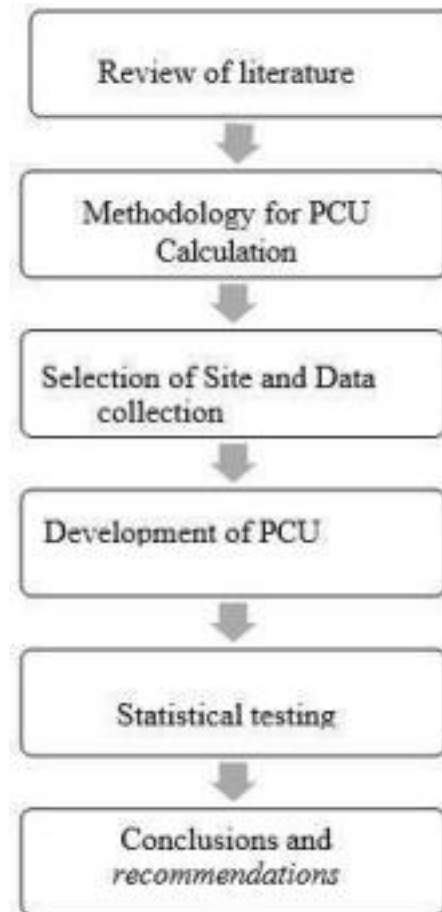 Review of literature
Methodology for PCU
Calculation
Selection of Site and Data
collection
Development of PCU
Statistical testing
Conclusions and
recommendations